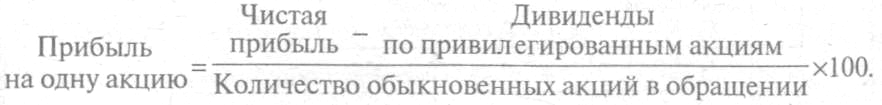 Чистая Дивиденды
Прибыль прибыль − по привилегированным акциям
на одну акцию = Количество обыкновенных акций в обращении ×100.